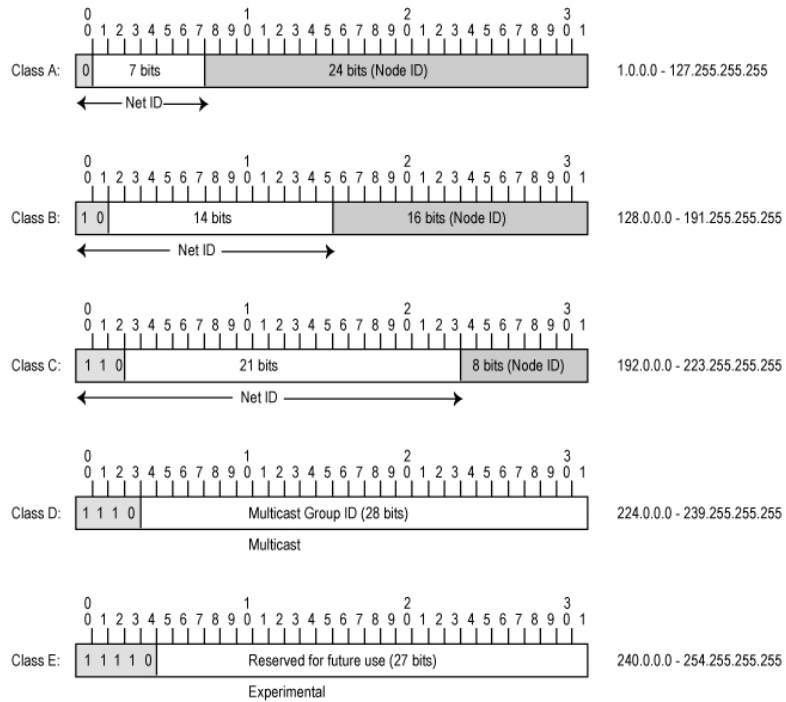 0 1 2 3
0 1 2 3 4 5 6 7 8 9 0 1 2 3 4 5 6 7 8 9 0 1 2 3 4 5 6 7 8 9 0 1
Class A: 0 7 bits 24 bits (Node ID) 1.0.0.0 - 127.255.255.255
Net ID
0 1 2 3
0 1 2 3 4 5 6 7 8 9 0 1 2 3 4 5 6 7 8 9 0 1 2 3 4 5 6 7 8 9 0 1
Class B: 1 0 14 bits 16 bits (Node ID) 128.0.0.0 - 191.255.255.255
Net ID
0 1 2 3
0 1 2 3 4 5 6 7 8 9 0 1 2 3 4 5 6 7 8 9 0 1 2 3 4 5 6 7 8 9 0 1
Class C: 1 1 0 21 bits 8 bits (Node ID) 192.0.0.0 - 223.255.255.255
Net ID
0 1 2 3
0 1 2 3 4 5 6 7 8 9 0 1 2 3 4 5 6 7 8 9 0 1 2 3 4 5 6 7 8 9 0 1
Class D: 1 1 1 0 Multicast Group ID (28 bits) 224.0.0.0 - 239.255.255.255
Multicast
0 1 2 3
0 1 2 3 4 5 6 7 8 9 0 1 2 3 4 5 6 7 8 9 0 1 2 3 4 5 6 7 8 9 0 1
Class E: 1 1 1 1 0 Reserved for future use (27 bits) 240.0.0.0 - 254.255.255.255
Experimental